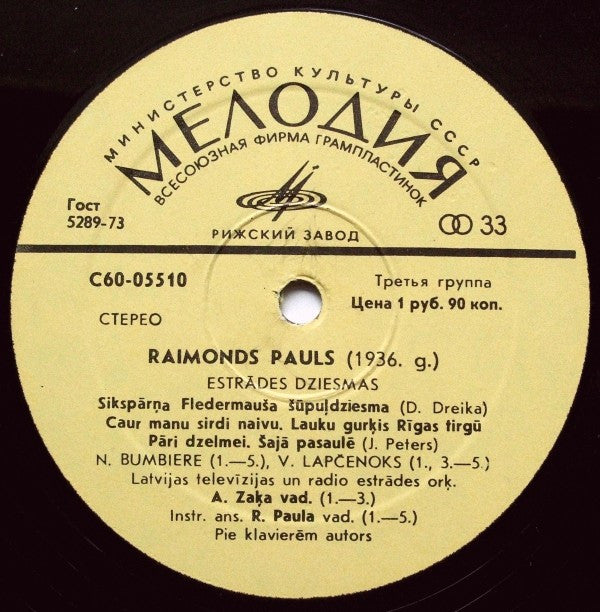 МИНИСТЕРСТВО КУЛЬТУРЫ СССР
МЕЛОДИЯ
ВСЕСОЮЗНАЯ ФИРМА ГРАМПЛАСТИНОК
Гост
5289-73
33
РИЖСКИЙ ЗАВОД
С60-05510
Третья группа
Цена 1 руб. 90 коп.
СТЕРЕО
RAIMONDS PAULS (1936. g.)
ESTRĀDES DZIESMAS
Sikspārņa Fledermauša šūpuļdziesma (D. Dreika)
Caur manu sirdi naivu. Lauku gurķis Rīgas tirgū
Pāri dzelmei. Šajā pasaulē (J. Peters)
N. BUMBIERE (1.—5.), V. LAPČENOKS (1., 3.—5.)
Latvijas televīzijas un radio estrādes orķ.
A. Zaķa vad. (1.—3.)
Instr. ans. R. Paula vad. (1.—5.)
Pie klavierēm autors